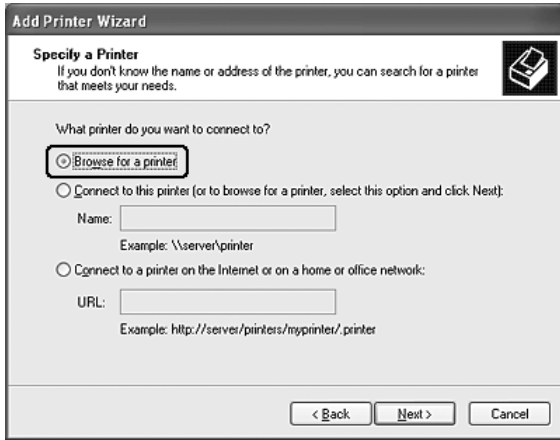 Add Printer Wizard
Specify a Printer
If you don't know the name or address of the printer, you can search for a printer
that meets your needs.
What printer do you want to connect to?
Browse for a printer
Connect to this printer (or to browse for a printer, select this option and click Next):
Name:
Example: \\server\printer
Connect to a printer on the Internet or on a home or office network:
URL:
Example: http://server/printers/myprinter/.printer
< Back
Next >
Cancel